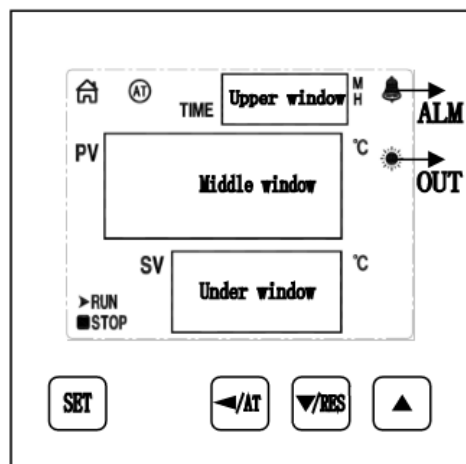 AT
TIME Upper window M H
ALM
PV Middle window °C
OUT
SV Under window °C
➤RUN
■STOP
SET ◄/AT ▼/RES ▲